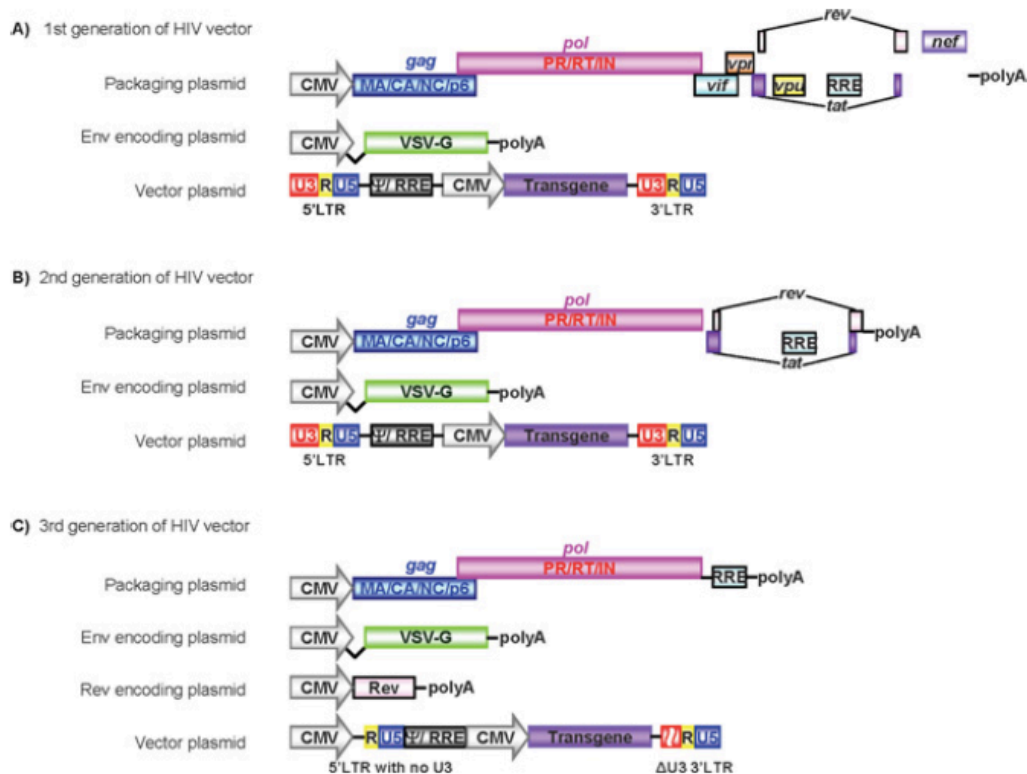 A) 1st generation of HIV vector
rev
gag pol nef
Packaging plasmid CMV MA/CA/NC/p6 PR/RT/IN vif vpr vpu RRE polyA
tat
Env encoding plasmid CMV VSV-G polyA
Vector plasmid U3 R U5 Ψ/ RRE CMV Transgene U3 R U5
5'LTR 3'LTR
B) 2nd generation of HIV vector
rev
gag pol
Packaging plasmid CMV MA/CA/NC/p6 PR/RT/IN RRE polyA
tat
Env encoding plasmid CMV VSV-G polyA
Vector plasmid U3 R U5 Ψ/ RRE CMV Transgene U3 R U5
5'LTR 3'LTR
C) 3rd generation of HIV vector
gag pol
Packaging plasmid CMV MA/CA/NC/p6 PR/RT/IN RRE polyA
Env encoding plasmid CMV VSV-G polyA
Rev encoding plasmid CMV Rev polyA
Vector plasmid CMV R U5 Ψ/ RRE CMV Transgene R U5
5'LTR with no U3 ΔU3 3'LTR